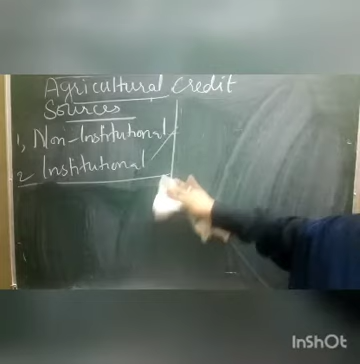 Agricultural Credit
Sources
1, Non-Institutional
2 Institutional
InShOt